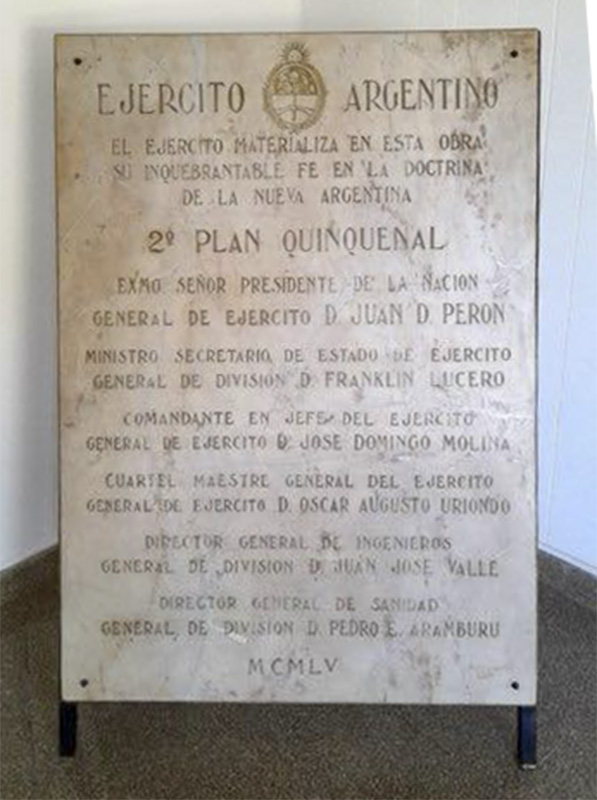 EJERCITO ARGENTINO
EL EJERCITO MATERIALIZA EN ESTA OBRA
SU INQUEBRANTABLE FE EN LA DOCTRINA
DE LA NUEVA ARGENTINA
2º PLAN QUINQUENAL
EXMO SEÑOR PRESIDENTE DE LA NACION
GENERAL DE EJERCITO D. JUAN D. PERON
MINISTRO SECRETARIO DE ESTADO DE EJERCITO
GENERAL DE DIVISION D. FRANKLIN LUCERO
COMANDANTE EN JEFE DEL EJERCITO
GENERAL DE EJERCITO D. JOSE DOMINGO MOLINA
CUARTEL MAESTRE GENERAL DEL EJERCITO
GENERAL DE EJERCITO D. OSCAR AUGUSTO URIONDO
DIRECTOR GENERAL DE INGENIEROS
GENERAL DE DIVISION D. JUAN JOSE VALLE
DIRECTOR GENERAL DE SANIDAD
GENERAL DE DIVISION D. PEDRO E. ARAMBURU
MCMLV